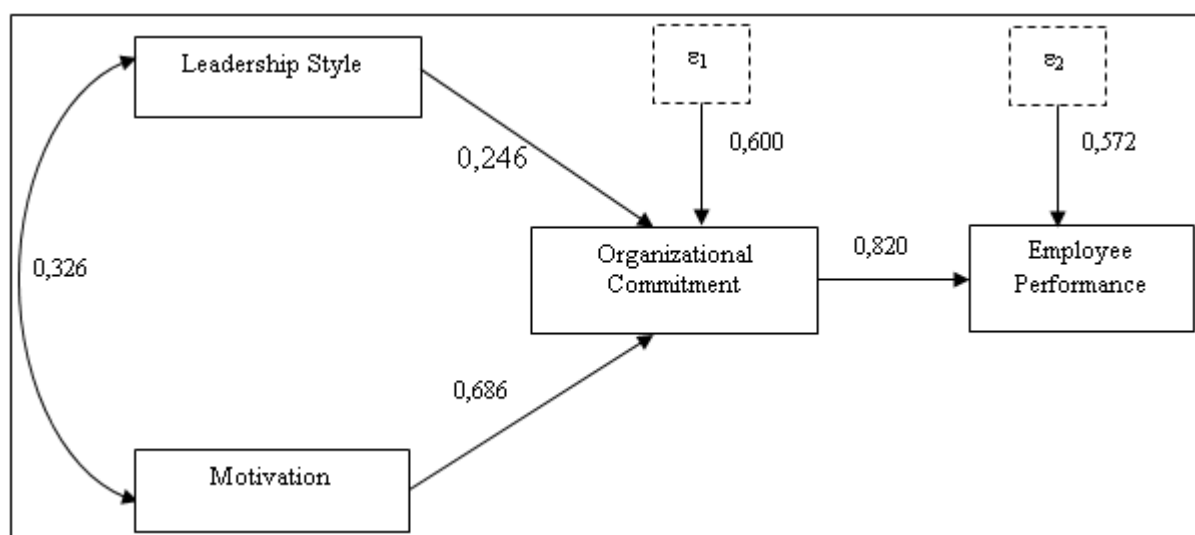 Leadership Style
ε1
ε2
0,600
0,572
0,246
0,326
Organizational
Commitment
0,820
Employee
Performance
0,686
Motivation